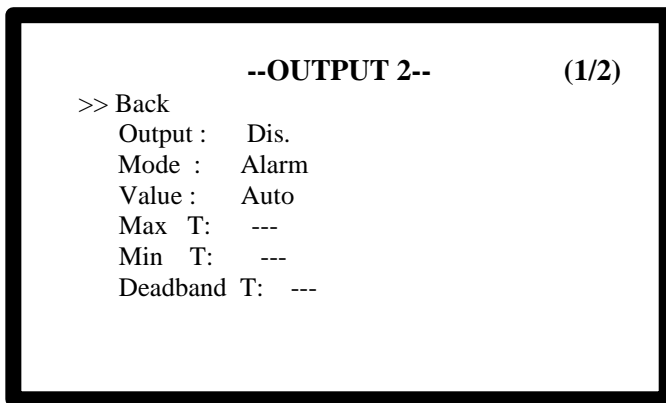 --OUTPUT 2-- (1/2)
>> Back
Output : Dis.
Mode : Alarm
Value : Auto
Max T: ---
Min T: ---
Deadband T: ---